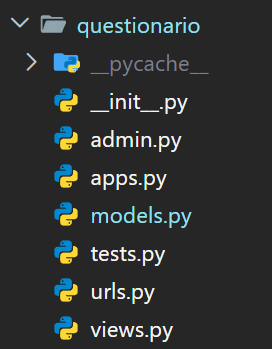 questionario
__pycache__
__init__.py
admin.py
apps.py
models.py
tests.py
urls.py
views.py